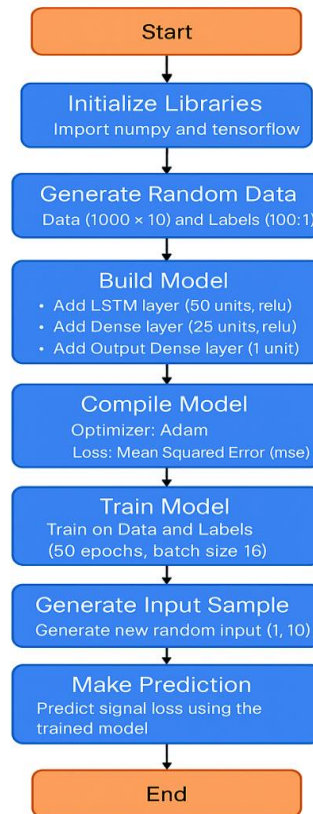 Start
Initialize Libraries
Import numpy and tensorflow
Generate Random Data
Data (1000 × 10) and Labels (100:1)
Build Model
• Add LSTM layer (50 units, relu)
• Add Dense layer (25 units, relu)
• Add Output Dense layer (1 unit)
Compile Model
Optimizer: Adam
Loss: Mean Squared Error (mse)
Train Model
Train on Data and Labels
(50 epochs, batch size 16)
Generate Input Sample
Generate new random input (1, 10)
Make Prediction
Predict signal loss using the
trained model
End